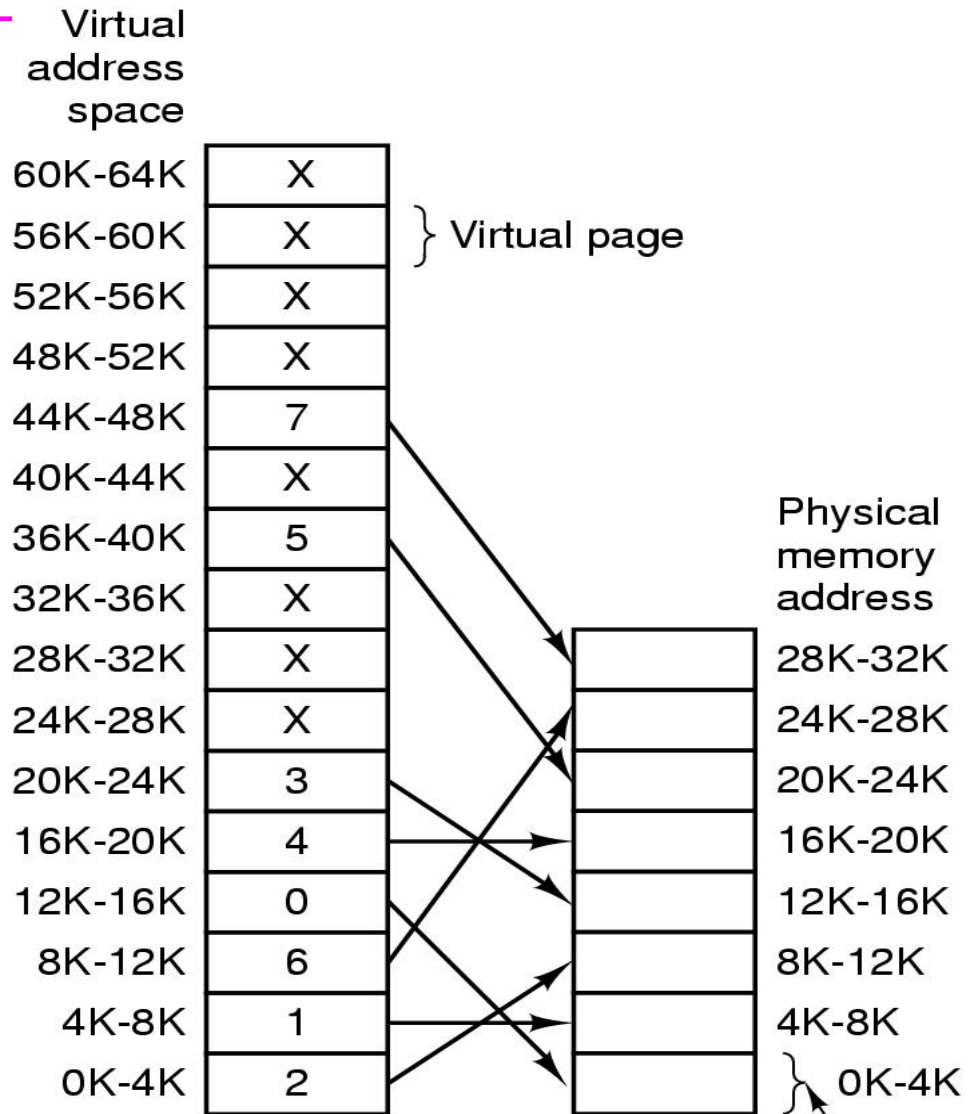 Virtual
address
space
60K-64K X
56K-60K X Virtual page
52K-56K X
48K-52K X
44K-48K 7
40K-44K X
36K-40K 5
32K-36K X
28K-32K X
24K-28K X
20K-24K 3
16K-20K 4
12K-16K 0
8K-12K 6
4K-8K 1
0K-4K 2
Physical
memory
address
28K-32K
24K-28K
20K-24K
16K-20K
12K-16K
8K-12K
4K-8K
0K-4K